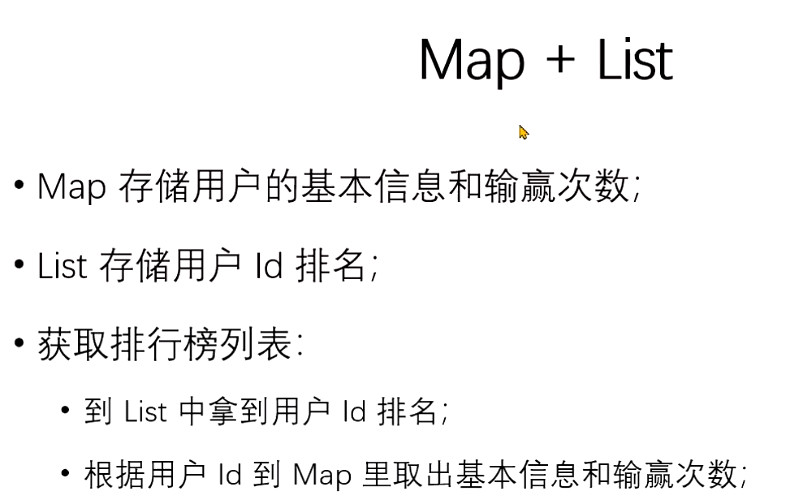 Map + List
• Map 存储用户的基本信息和输赢次数;
• List 存储用户 Id 排名;
• 获取排行榜列表:
• 到 List 中拿到用户 Id 排名;
• 根据用户 Id 到 Map 里取出基本信息和输赢次数;